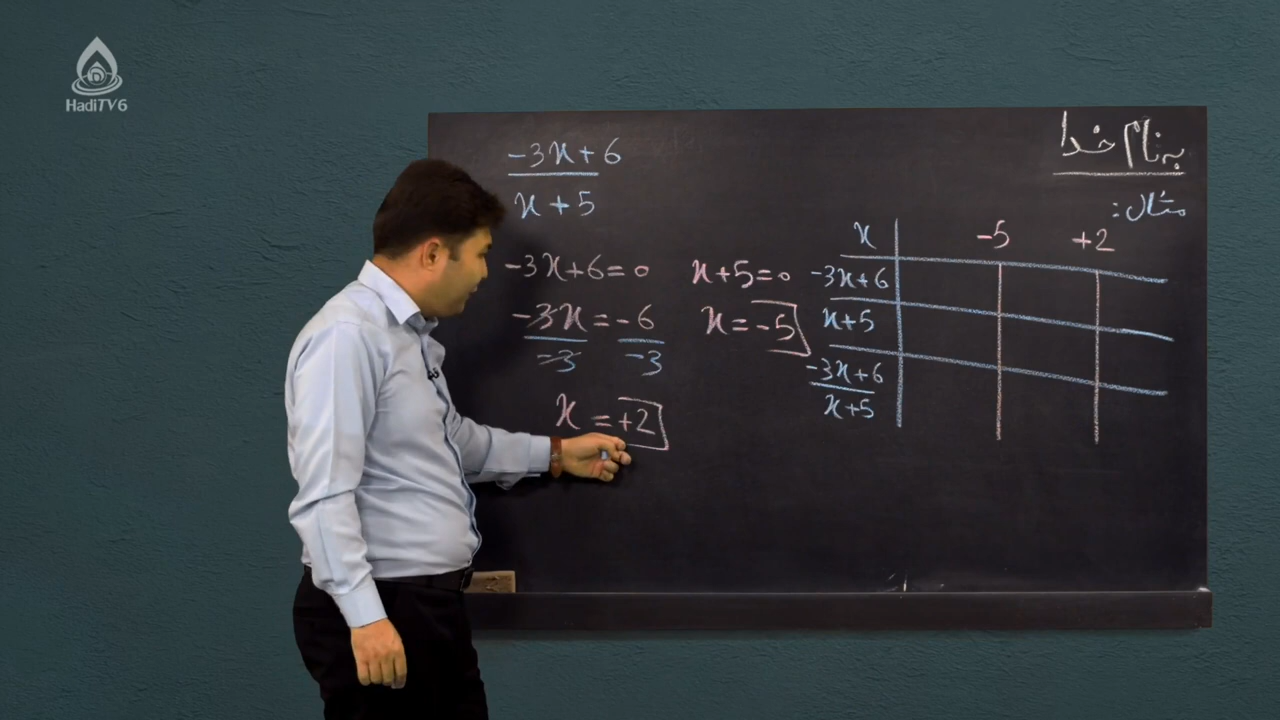 HadiTV6
به نام خدا
مثال:
-3x+6
x+5
-3x+6=0
-3x=-6
-3 -3
x=+2
x+5=0
x=-5
x -5 +2
-3x+6
x+5
-3x+6
x+5